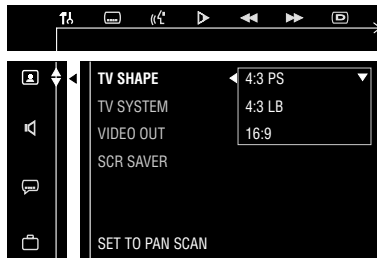 TV SHAPE 4:3 PS
TV SYSTEM 4:3 LB
VIDEO OUT 16:9
SCR SAVER
SET TO PAN SCAN